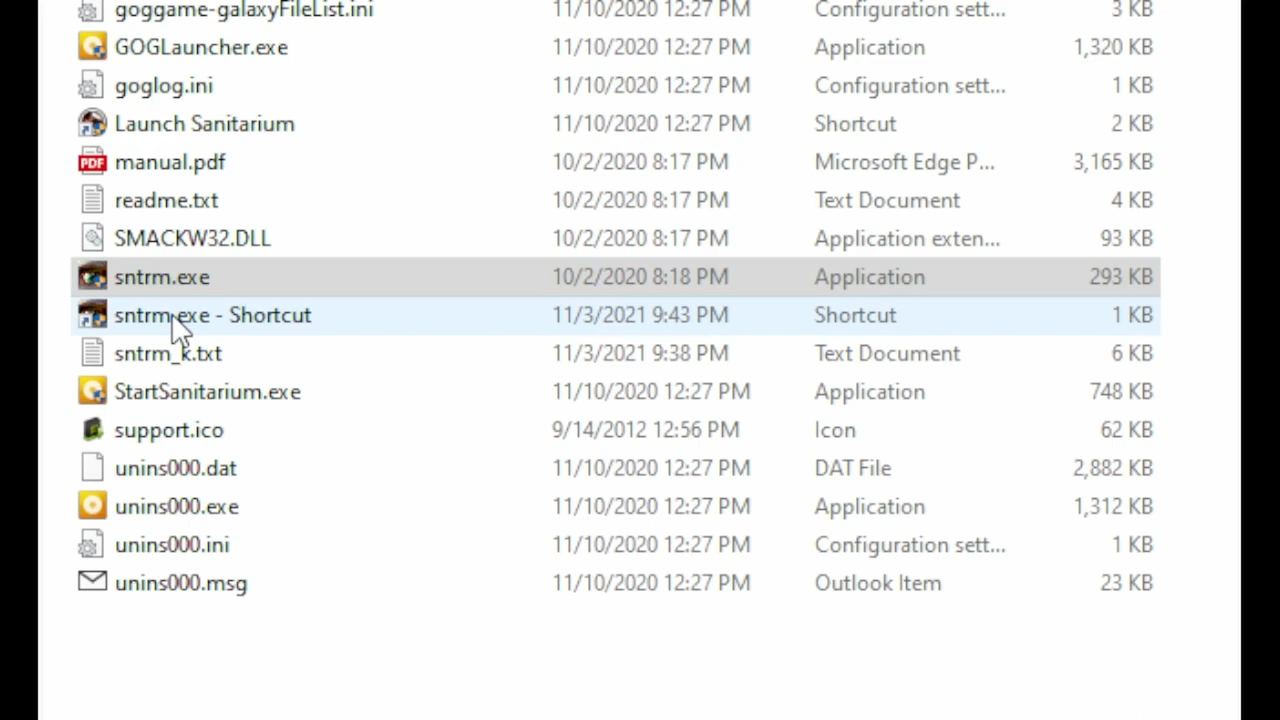 goggame-galaxyFileList.ini 11/10/2020 12:27 PM Configuration sett... 3 KB
GOGLauncher.exe 11/10/2020 12:27 PM Application 1,320 KB
goglog.ini 11/10/2020 12:27 PM Configuration sett... 1 KB
Launch Sanitarium 11/10/2020 12:27 PM Shortcut 2 KB
PDF manual.pdf 10/2/2020 8:17 PM Microsoft Edge P... 3,165 KB
readme.txt 10/2/2020 8:17 PM Text Document 4 KB
SMACKW32.DLL 10/2/2020 8:17 PM Application exten... 93 KB
sntrm.exe 10/2/2020 8:18 PM Application 293 KB
sntrm.exe - Shortcut 11/3/2021 9:43 PM Shortcut 1 KB
sntrm_k.txt 11/3/2021 9:38 PM Text Document 6 KB
StartSanitarium.exe 11/10/2020 12:27 PM Application 748 KB
support.ico 9/14/2012 12:56 PM Icon 62 KB
unins000.dat 11/10/2020 12:27 PM DAT File 2,882 KB
unins000.exe 11/10/2020 12:27 PM Application 1,312 KB
unins000.ini 11/10/2020 12:27 PM Configuration sett... 1 KB
unins000.msg 11/10/2020 12:27 PM Outlook Item 23 KB